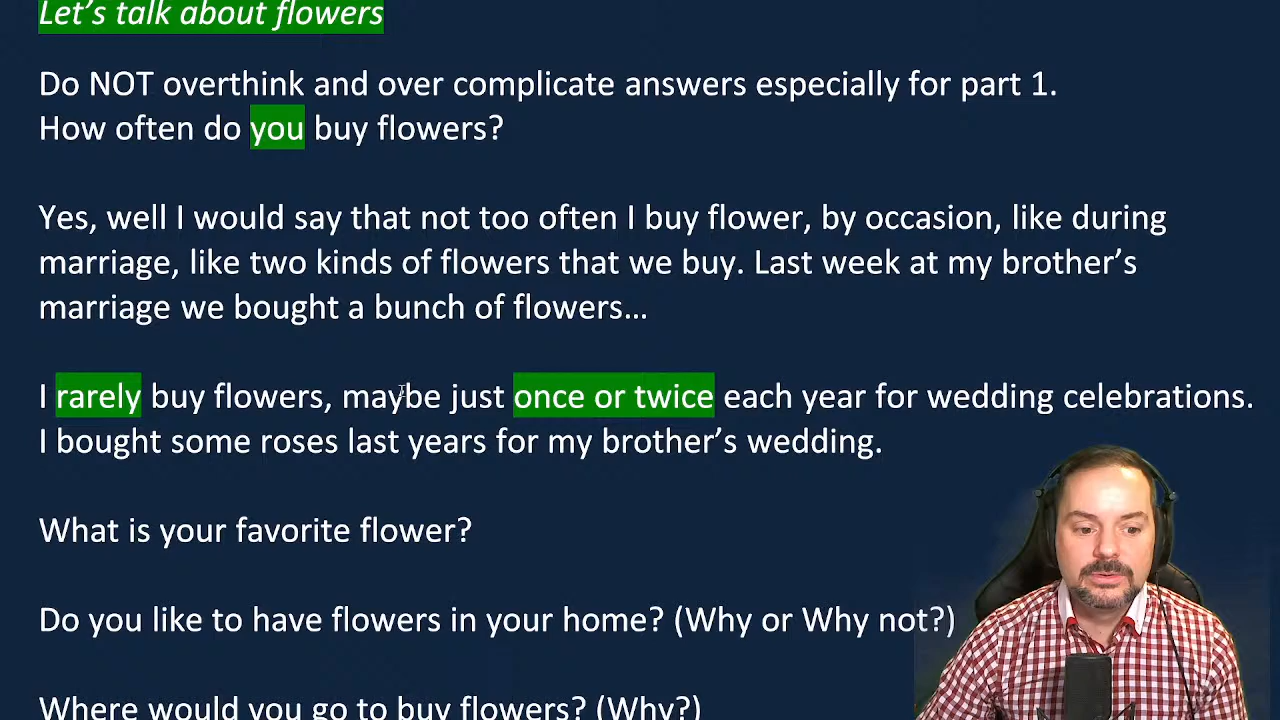 Let's talk about flowers
Do NOT overthink and over complicate answers especially for part 1.
How often do you buy flowers?
Yes, well I would say that not too often I buy flower, by occasion, like during
marriage, like two kinds of flowers that we buy. Last week at my brother's
marriage we bought a bunch of flowers...
I rarely buy flowers, maybe just once or twice each year for wedding celebrations.
I bought some roses last years for my brother's wedding.
What is your favorite flower?
Do you like to have flowers in your home? (Why or Why not?)
Where would you go to buy flowers? (Why?)